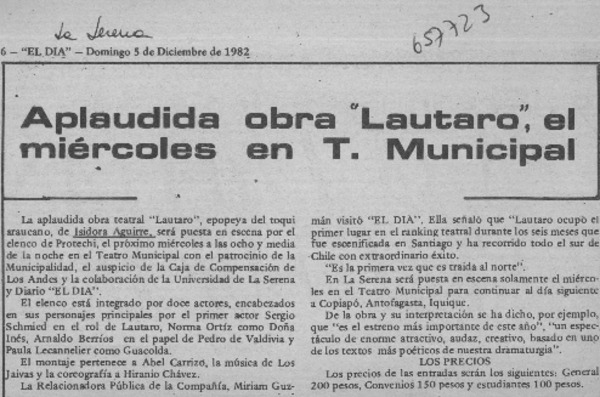 La Serena
657723
6 — "EL DIA" — Domingo 5 de Diciembre de 1982
Aplaudida obra "Lautaro", el
miércoles en T. Municipal
La aplaudida obra teatral "Lautaro", epopeya del toqui
araucano, de Isidora Aguirre, será puesta en escena por el
elenco de Protechi, el próximo miércoles a las ocho y media
de la noche en el Teatro Municipal con el patrocinio de la
Municipalidad, el auspicio de la Caja de Compensación de
Los Andes y la colaboración de la Universidad de La Serena
y Diario "EL DIA".
El elenco está integrado por doce actores, encabezados
en sus personajes principales por el primer actor Sergio
Schmied en el rol de Lautaro, Norma Ortíz como Doña
Inés, Arnaldo Berríos en el papel de Pedro de Valdivia y
Paula Lecannelier como Guacolda.
El montaje pertenece a Abel Carrizo, la música de Los
Jaivas y la coreografía a Hiranio Chávez.
La Relacionadora Pública de la Compañía, Miriam Guz-
mán visitó "EL DIA". Ella señaló que "Lautaro ocupó el
primer lugar en el ranking teatral durante los seis meses que
fue escenificada en Santiago y ha recorrido todo el sur de
Chile con extraordinario éxito.
"Es la primera vez que es traída al norte".
En La Serena será puesta en escena solamente el miérco-
les en el Teatro Municipal para continuar al día siguiente
a Copiapó, Antofagasta, Iquique.
De la obra y su interpretación se ha dicho, por ejemplo,
que "es el estreno más importante de este año", "un espec-
táculo de enorme atractivo, audaz, creativo, basado en uno
de los textos más poéticos de nuestra dramaturgia".
LOS PRECIOS
Los precios de las entradas serán los siguientes: General
200 pesos, Convenios 150 pesos y estudiantes 100 pesos.